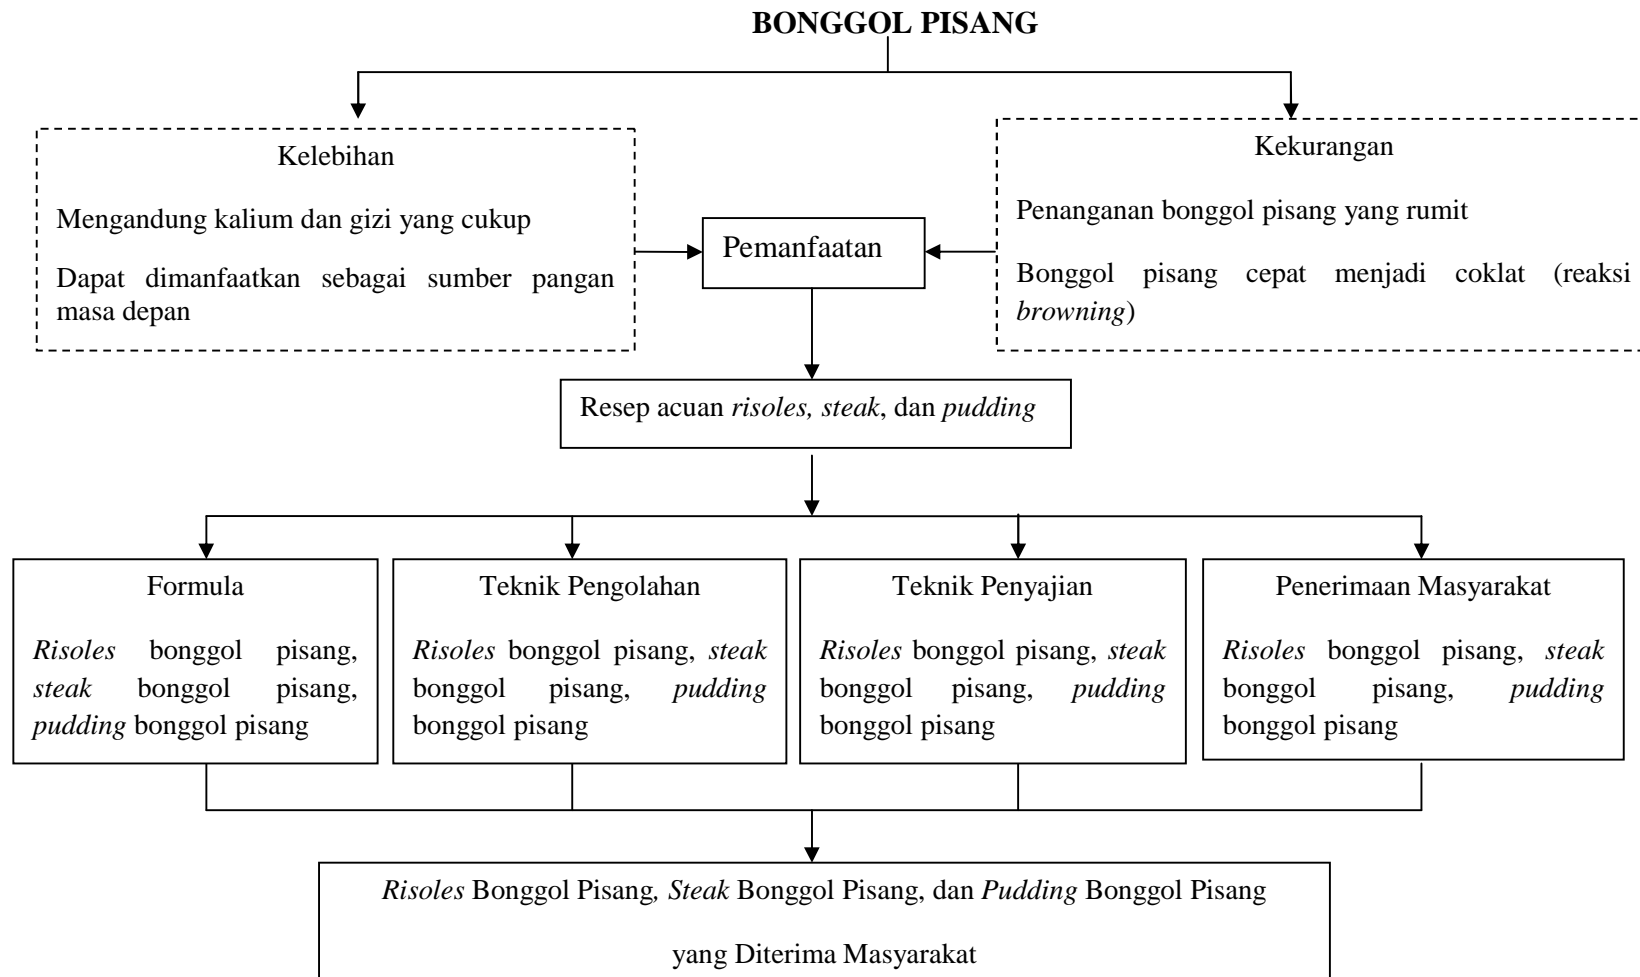 BONGGOL PISANG
Kelebihan
Mengandung kalium dan gizi yang cukup
Dapat dimanfaatkan sebagai sumber pangan
masa depan
Pemanfaatan
Kekurangan
Penanganan bonggol pisang yang rumit
Bonggol pisang cepat menjadi coklat (reaksi
browning)
Resep acuan risoles, steak, dan pudding
Formula
Risoles bonggol pisang,
steak bonggol pisang,
pudding bonggol pisang
Teknik Pengolahan
Risoles bonggol pisang, steak
bonggol pisang, pudding
bonggol pisang
Teknik Penyajian
Risoles bonggol pisang, steak
bonggol pisang, pudding
bonggol pisang
Penerimaan Masyarakat
Risoles bonggol pisang, steak
bonggol pisang, pudding
bonggol pisang
Risoles Bonggol Pisang, Steak Bonggol Pisang, dan Pudding Bonggol Pisang
yang Diterima Masyarakat